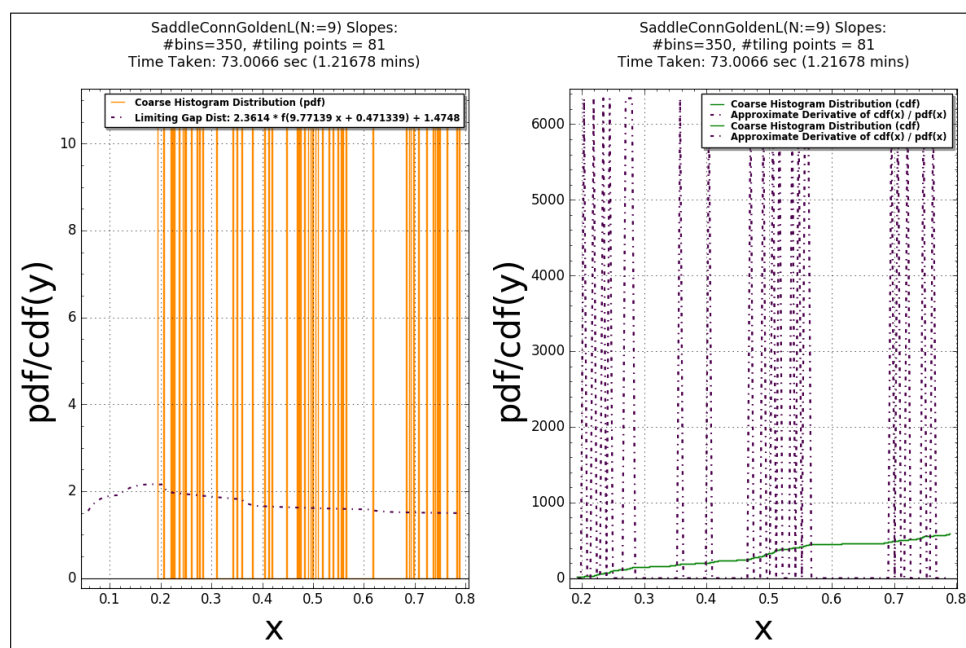 SaddleConnGoldenL(N:=9) Slopes:
#bins=350, #tiling points = 81
Time Taken: 73.0066 sec (1.21678 mins)
Coarse Histogram Distribution (pdf)
Limiting Gap Dist: 2.3614 * f(9.77139 x + 0.471339) + 1.4748
10
8
6
4
2
0
pdf/cdf(y)
0.1 0.2 0.3 0.4 0.5 0.6 0.7 0.8
x
SaddleConnGoldenL(N:=9) Slopes:
#bins=350, #tiling points = 81
Time Taken: 73.0066 sec (1.21678 mins)
Coarse Histogram Distribution (cdf)
Approximate Derivative of cdf(x) / pdf(x)
Coarse Histogram Distribution (cdf)
Approximate Derivative of cdf(x) / pdf(x)
6000
5000
4000
3000
2000
1000
0
pdf/cdf(y)
0.2 0.3 0.4 0.5 0.6 0.7 0.8
x